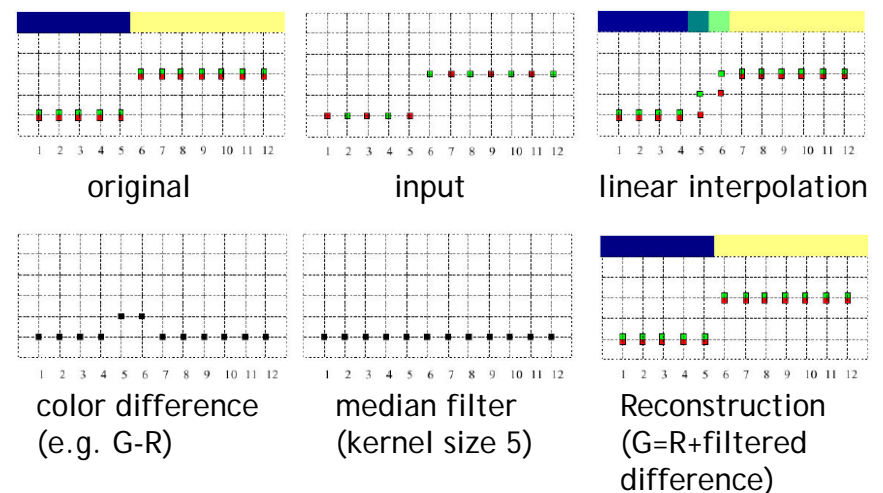 1 2 3 4 5 6 7 8 9 10 11 12
1 2 3 4 5 6 7 8 9 10 11 12
1 2 3 4 5 6 7 8 9 10 11 12
original
input
linear interpolation
1 2 3 4 5 6 7 8 9 10 11 12
1 2 3 4 5 6 7 8 9 10 11 12
1 2 3 4 5 6 7 8 9 10 11 12
color difference
(e.g. G-R)
median filter
(kernel size 5)
Reconstruction
(G=R+filtered
difference)